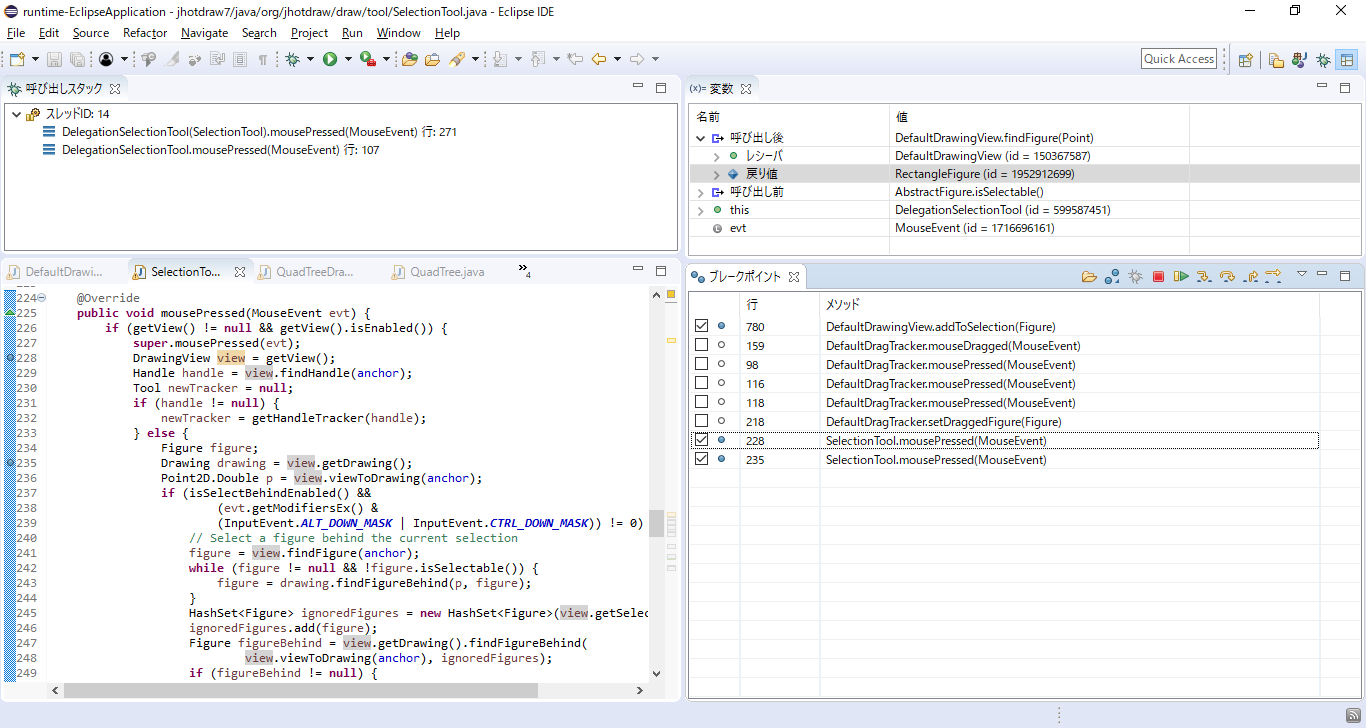 runtime-EclipseApplication - jhotdraw7/java/org/jhotdraw/draw/tool/SelectionTool.java - Eclipse IDE
File Edit Source Refactor Navigate Search Project Run Window Help
Quick Access
呼び出しスタック
スレッドID: 14
DelegationSelectionTool(SelectionTool).mousePressed(MouseEvent) 行: 271
DelegationSelectionTool.mousePressed(MouseEvent) 行: 107
(x)= 変数
名前 値
呼び出し後 DefaultDrawingView.findFigure(Point)
レシーバ DefaultDrawingView (id = 150367587)
戻り値 RectangleFigure (id = 1952912699)
呼び出し前 AbstractFigure.isSelectable()
this DelegationSelectionTool (id = 599587451)
evt MouseEvent (id = 1716696161)
DefaultDrawi... SelectionTo... QuadTreeDra... QuadTree.java »4
224 @Override
225 public void mousePressed(MouseEvent evt) {
226 if (getView() != null && getView().isEnabled()) {
227 super.mousePressed(evt);
228 DrawingView view = getView();
229 Handle handle = view.findHandle(anchor);
230 Tool newTracker = null;
231 if (handle != null) {
232 newTracker = getHandleTracker(handle);
233 } else {
234 Figure figure;
235 Drawing drawing = view.getDrawing();
236 Point2D.Double p = view.viewToDrawing(anchor);
237 if (isSelectBehindEnabled() &&
238 (evt.getModifiersEx() &
239 (InputEvent.ALT_DOWN_MASK | InputEvent.CTRL_DOWN_MASK)) != 0)
240 // Select a figure behind the current selection
241 figure = view.findFigure(anchor);
242 while (figure != null && !figure.isSelectable()) {
243 figure = drawing.findFigureBehind(p, figure);
244 }
245 HashSet<Figure> ignoredFigures = new HashSet<Figure>(view.getSelec
246 ignoredFigures.add(figure);
247 Figure figureBehind = view.getDrawing().findFigureBehind(
248 view.viewToDrawing(anchor), ignoredFigures);
249 if (figureBehind != null) {
ブレークポイント
行 メソッド
780 DefaultDrawingView.addToSelection(Figure)
159 DefaultDragTracker.mouseDragged(MouseEvent)
98 DefaultDragTracker.mousePressed(MouseEvent)
116 DefaultDragTracker.mousePressed(MouseEvent)
118 DefaultDragTracker.mousePressed(MouseEvent)
218 DefaultDragTracker.setDraggedFigure(Figure)
228 SelectionTool.mousePressed(MouseEvent)
235 SelectionTool.mousePressed(MouseEvent)